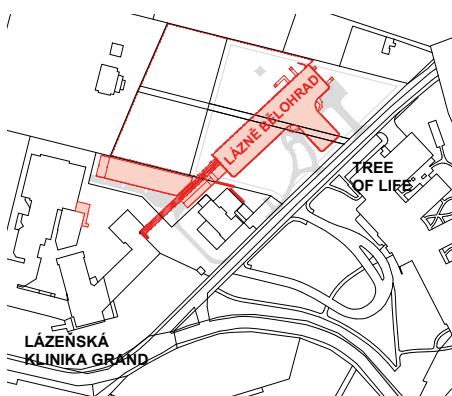 LÁZNĚ BĚLOHRAD
TREE
OF LIFE
LÁZEŇSKÁ
KLINIKA GRAND